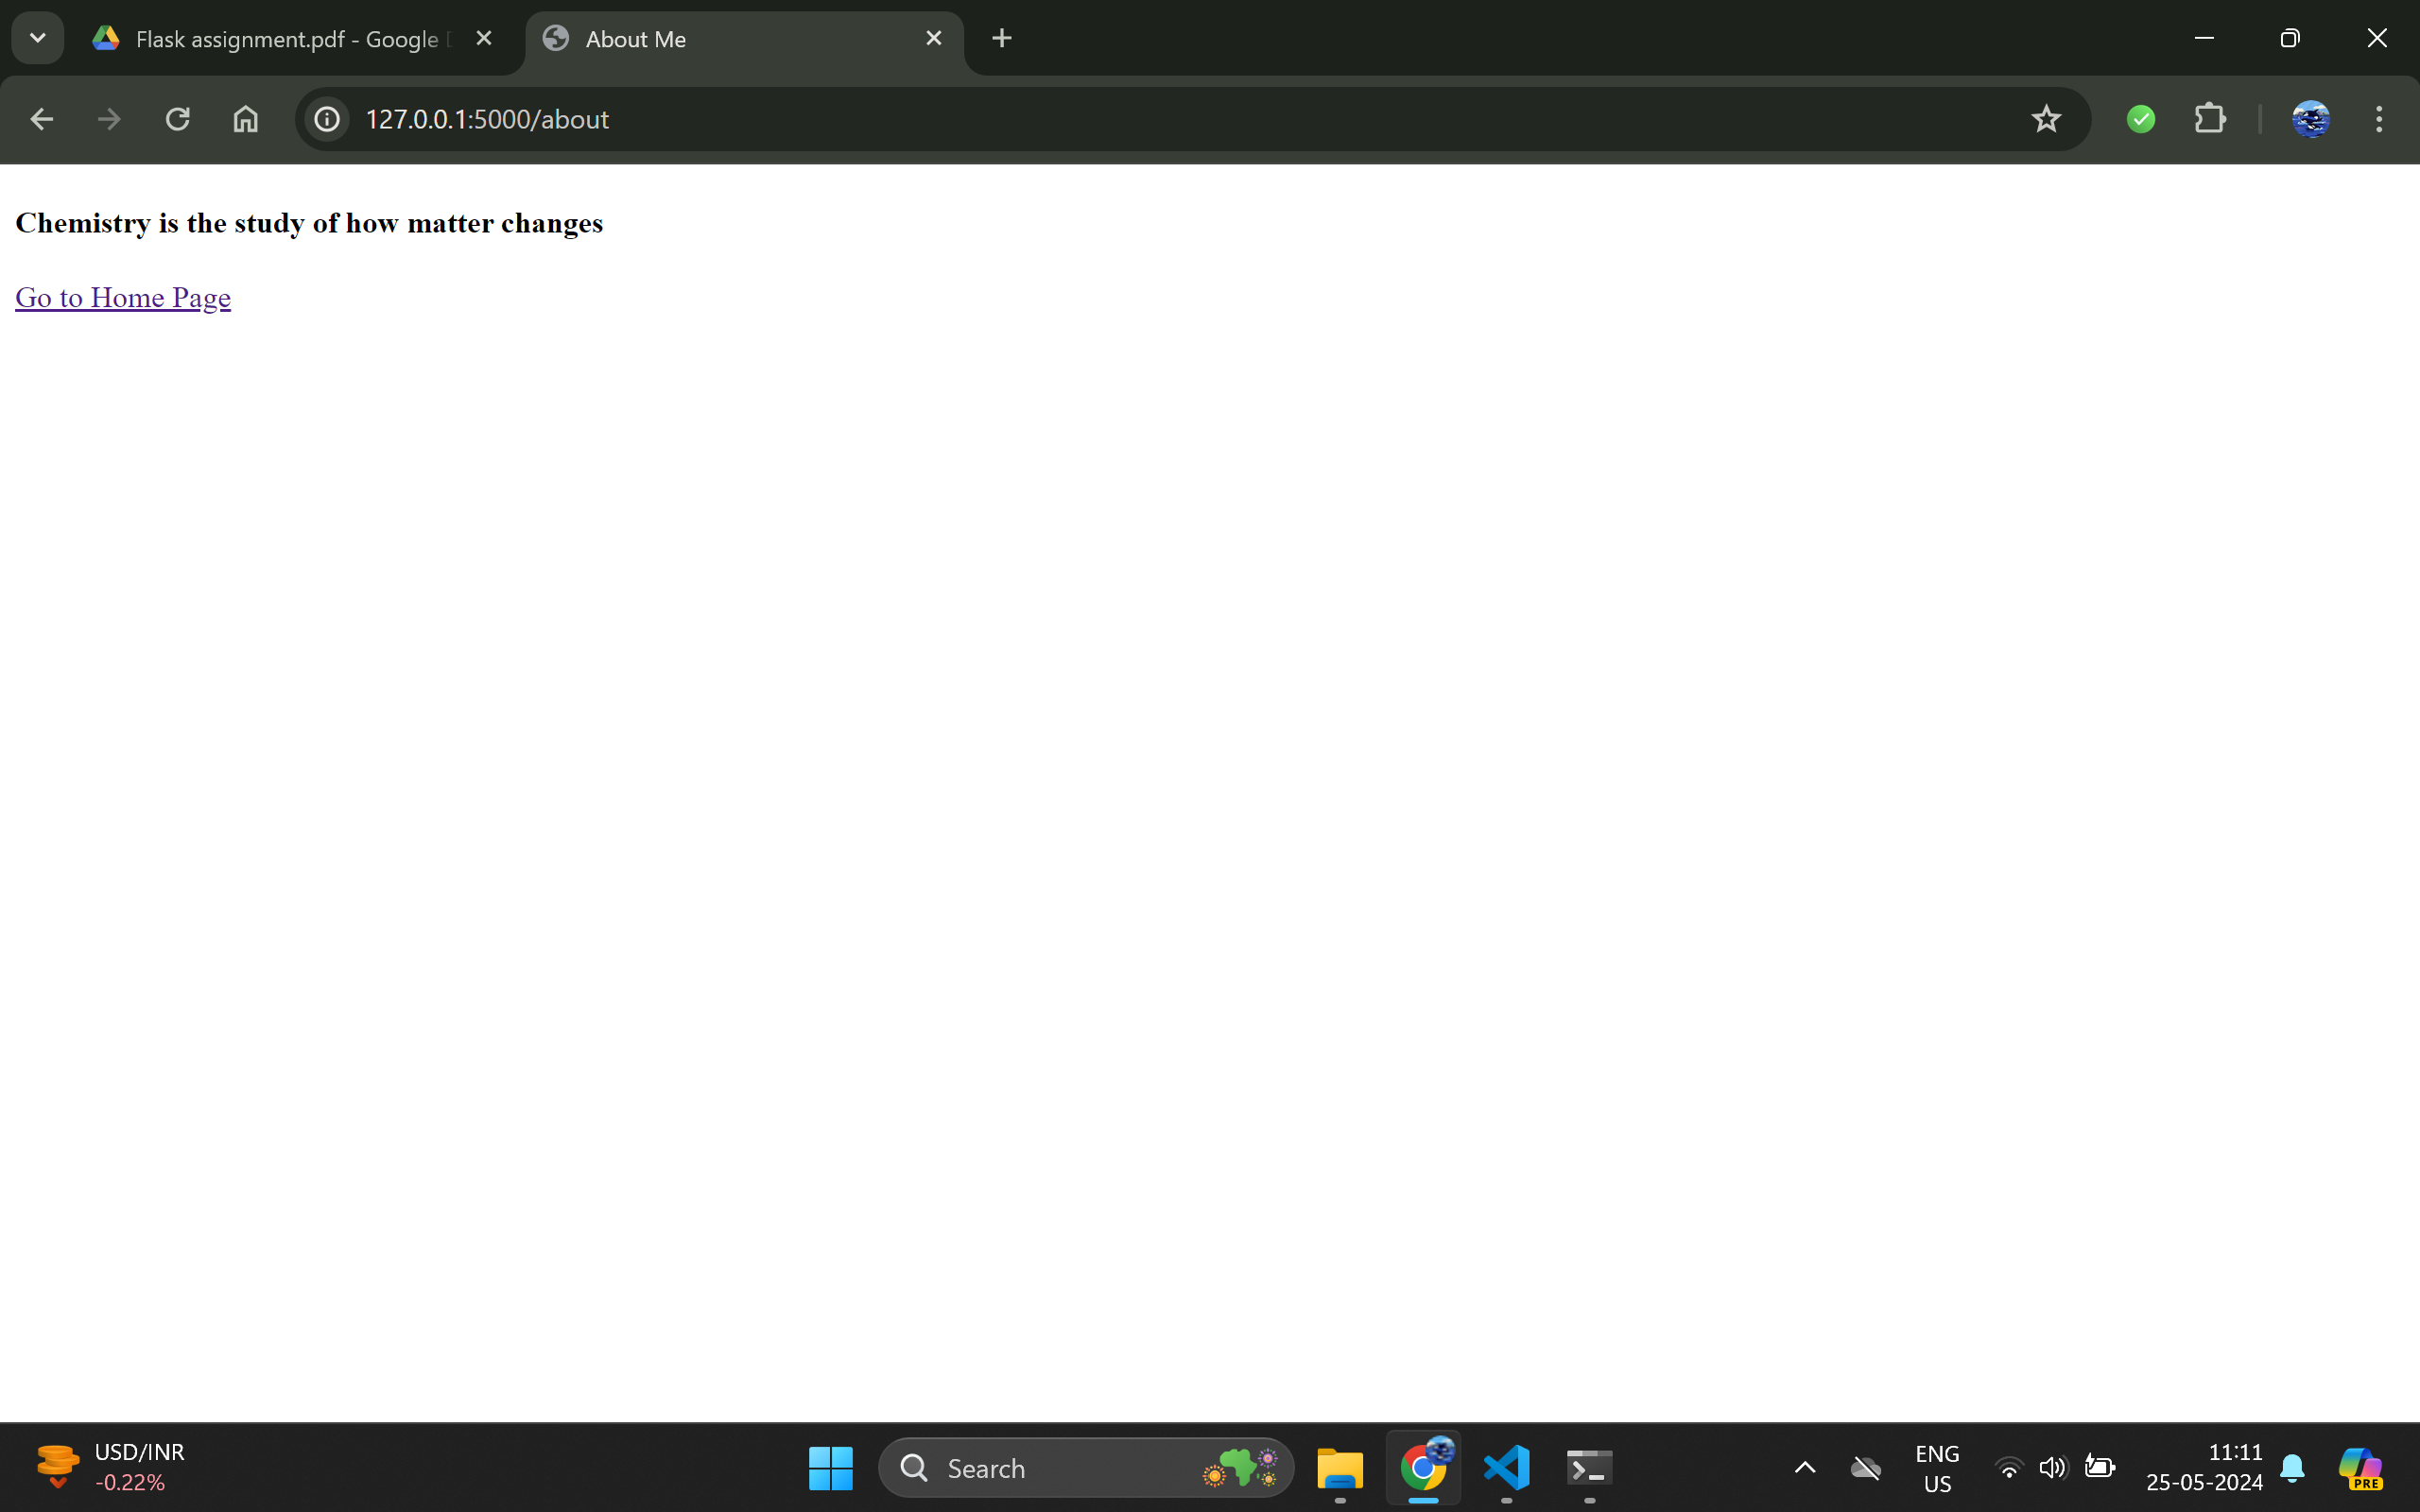 Flask assignment.pdf - Google
About Me
127.0.0.1:5000/about
Chemistry is the study of how matter changes
Go to Home Page
USD/INR
-0.22%
Search
ENG
US
11:11
25-05-2024
PRE